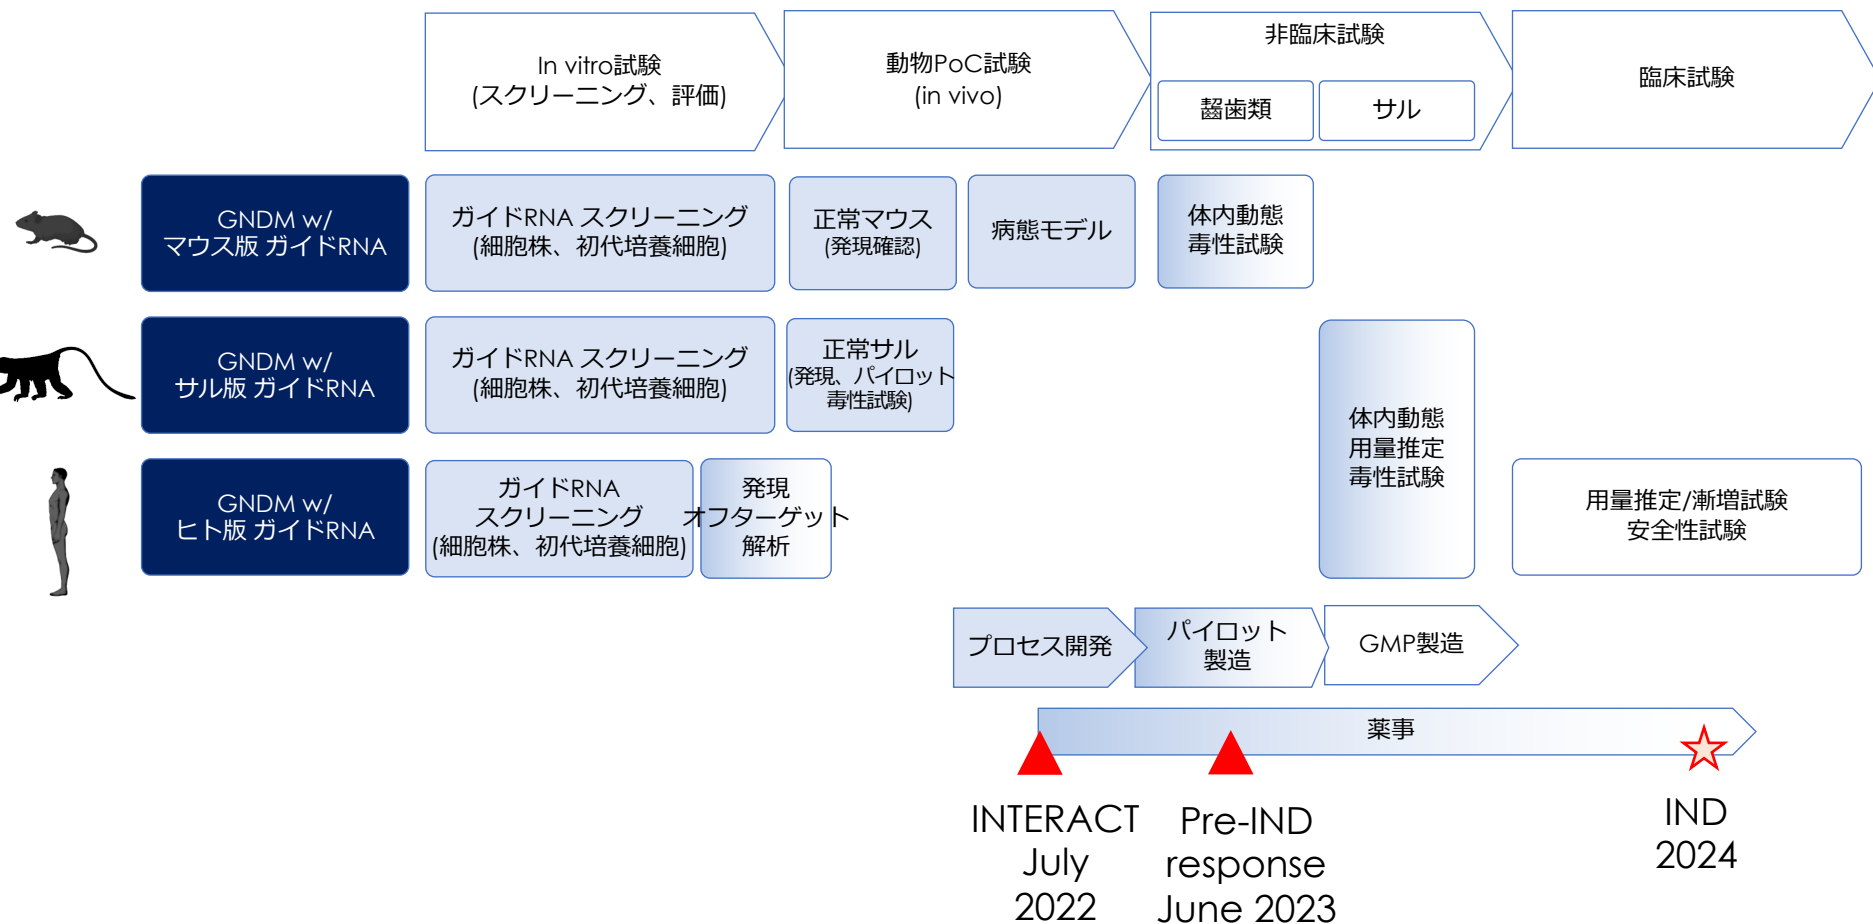 In vitro試験
(スクリーニング、評価)
動物PoC試験
(in vivo)
非臨床試験
齧歯類
サル
臨床試験
GNDM w/
マウス版 ガイドRNA
ガイドRNA スクリーニング
(細胞株、初代培養細胞)
正常マウス
(発現確認)
病態モデル
体内動態
毒性試験
GNDM w/
サル版 ガイドRNA
ガイドRNA スクリーニング
(細胞株、初代培養細胞)
正常サル
(発現、パイロット
毒性試験)
体内動態
用量推定
毒性試験
GNDM w/
ヒト版 ガイドRNA
ガイドRNA
スクリーニング
(細胞株、初代培養細胞)
発現
オフターゲット
解析
用量推定/漸増試験
安全性試験
プロセス開発
パイロット
製造
GMP製造
薬事
INTERACT
July
2022
Pre-IND
response
June 2023
IND
2024